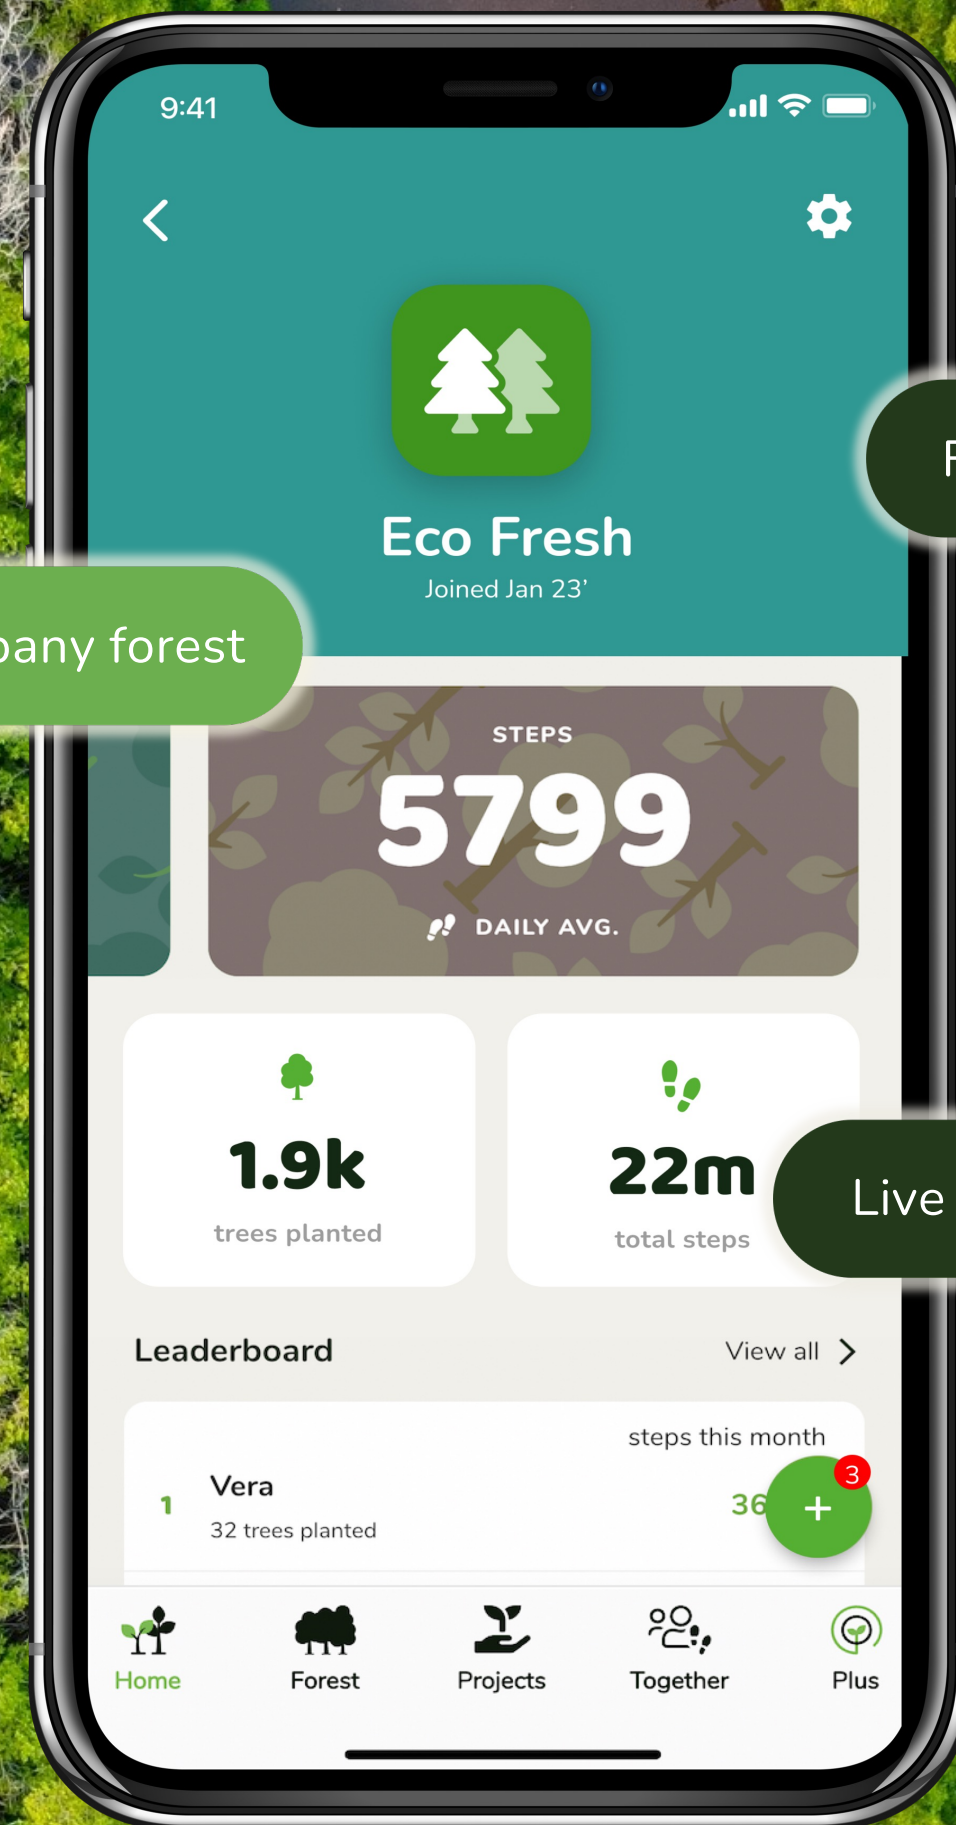 9:41
Eco Fresh
Joined Jan 23’
forest
STEPS
5799
DAILY AVG.
1.9k
trees planted
22m
total steps
Live
Leaderboard
View all
steps this month
3
1
Vera
36
32 trees planted
+
Home
Forest
Projects
Together
Plus